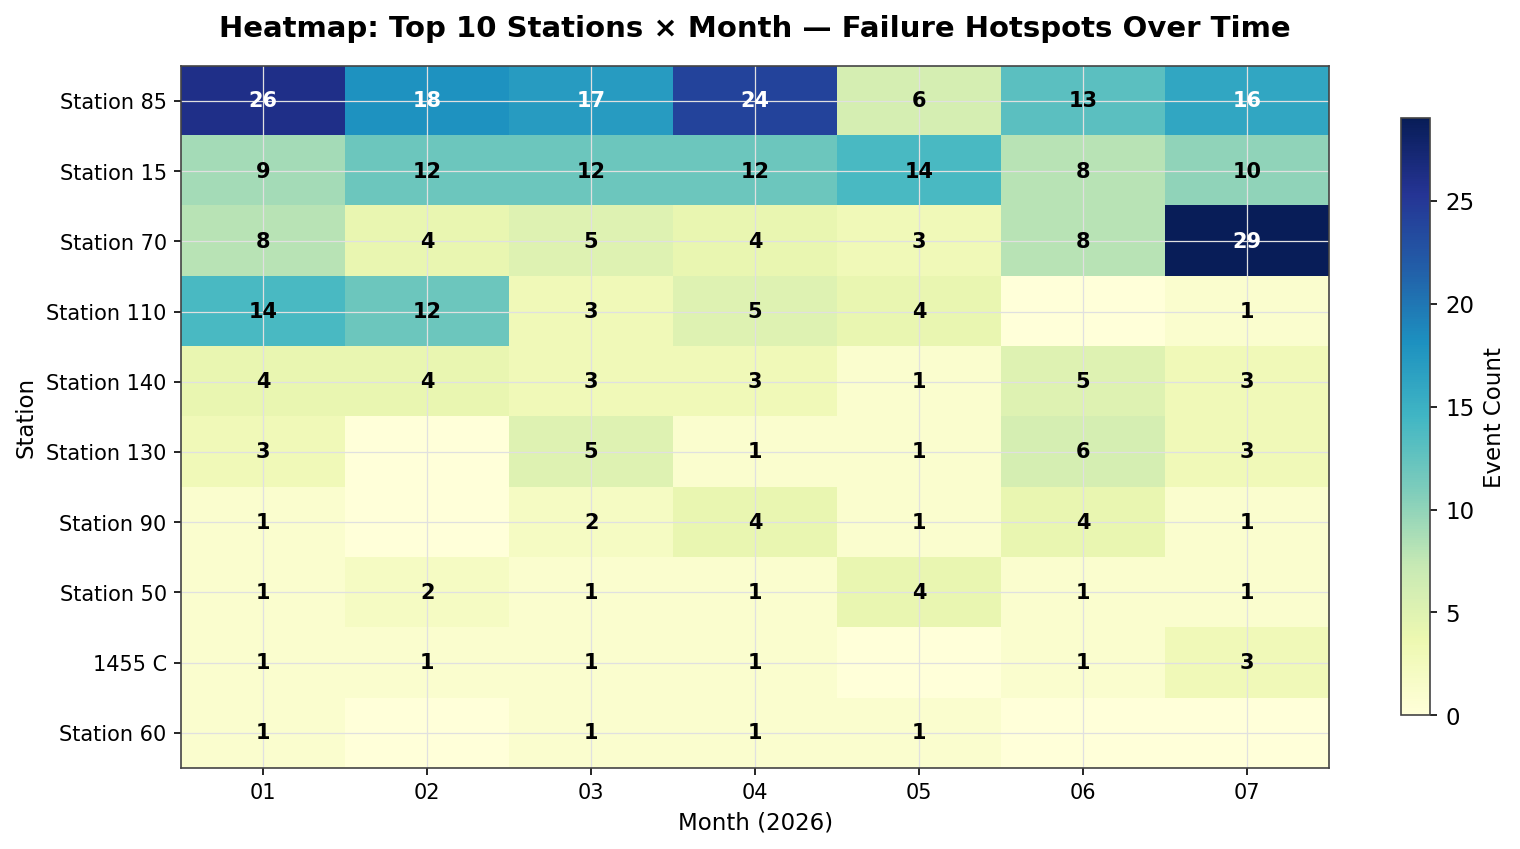 Heatmap: Top 10 Stations × Month — Failure Hotspots Over Time
Station 85 26 18 17 24 6 13 16
Station 15 9 12 12 12 14 8 10
Station 70 8 4 5 4 3 8 29
Station 110 14 12 3 5 4 1
Station 140 4 4 3 3 1 5 3
Station 130 3 5 1 1 6 3
Station 90 1 2 4 1 4 1
Station 50 1 2 1 1 4 1 1
1455 C 1 1 1 1 1 3
Station 60 1 1 1 1
01 02 03 04 05 06 07
Month (2026)
Station
25
20
15
10
5
0
Event Count